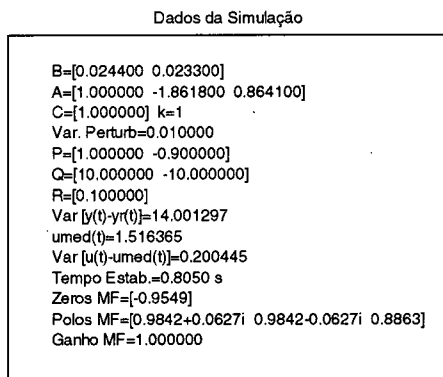 Dados da Simulação
B=[0.024400 0.023300]
A=[1.000000 -1.861800 0.864100]
C=[1.000000] k=1
Var. Perturb=0.010000
P=[1.000000 -0.900000]
Q=[10.000000 -10.000000]
R=[0.100000]
Var [y(t)-yr(t)]=14.001297
umed(t)=1.516365
Var [u(t)-umed(t)]=0.200445
Tempo Estab.=0.8050 s
Zeros MF=[-0.9549]
Polos MF=[0.9842+0.0627i 0.9842-0.0627i 0.8863]
Ganho MF=1.000000